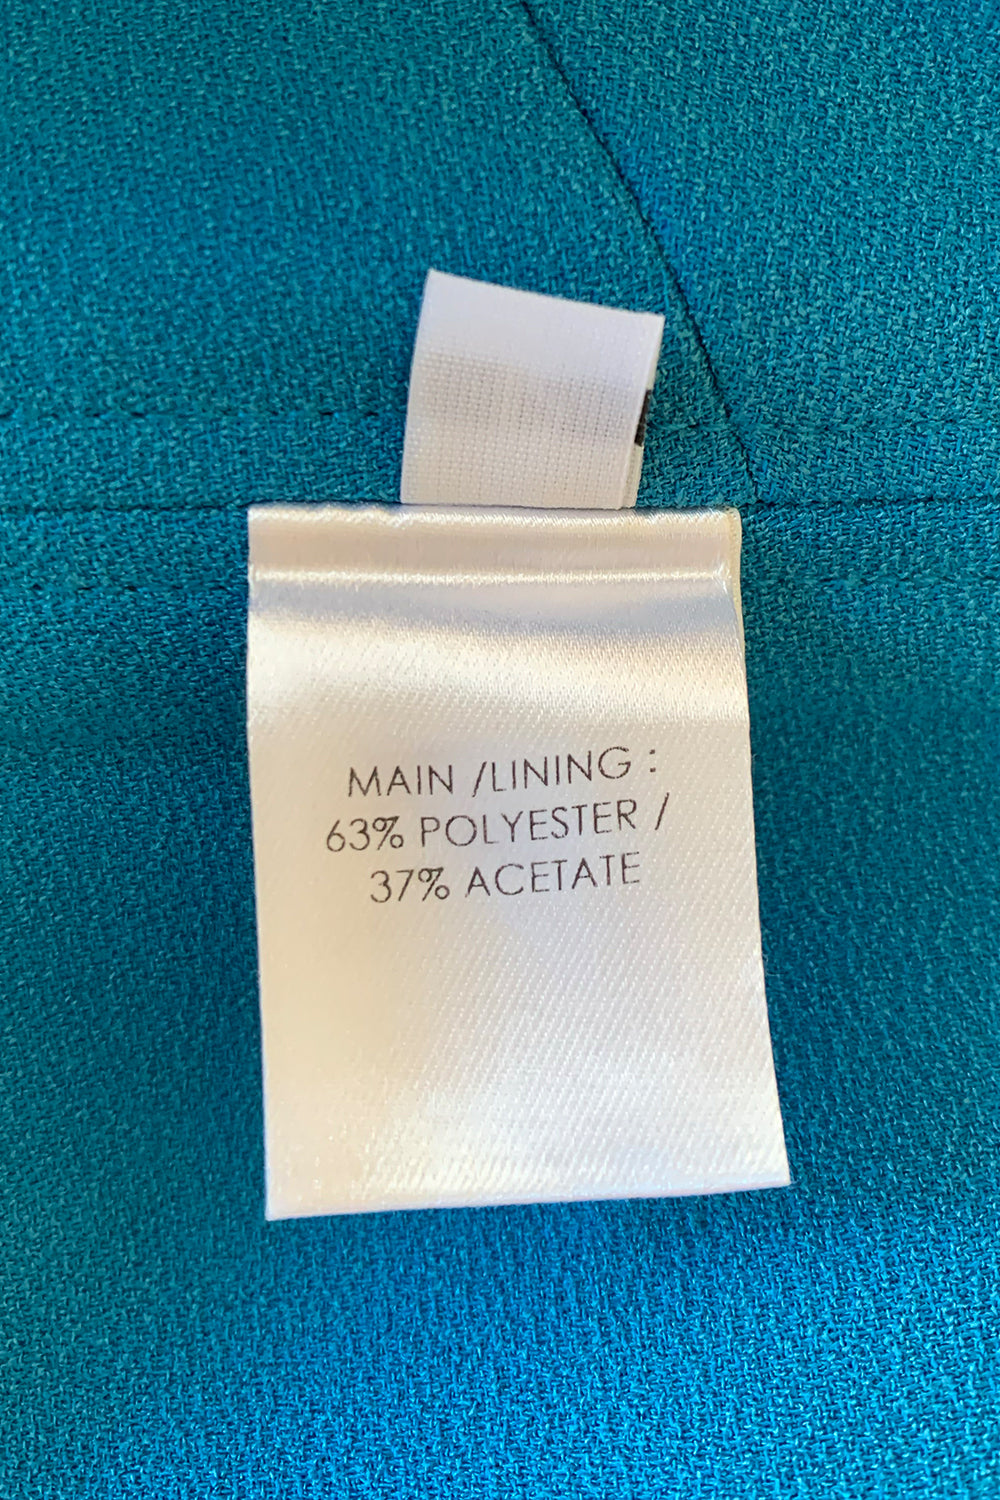 MAIN /LINING :
63% POLYESTER /
37% ACETATE